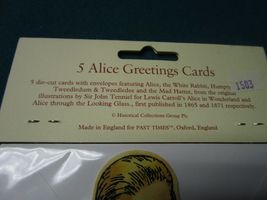 5 Alice Greetings Cards
5 die-cut cards with envelopes featuring Alice, the White Rabbit, Humpty
Tweedledum & Tweedledee and the Mad Hatter, from the original
illustrations by Sir John Tenniel for Lewis Carroll's Alice in Wonderland and
Alice through the Looking Glass., first published in 1865 and 1871 respectively.
1503
© Historical Collections Group Plc
Made in England for PAST TIMES™, Oxford, England